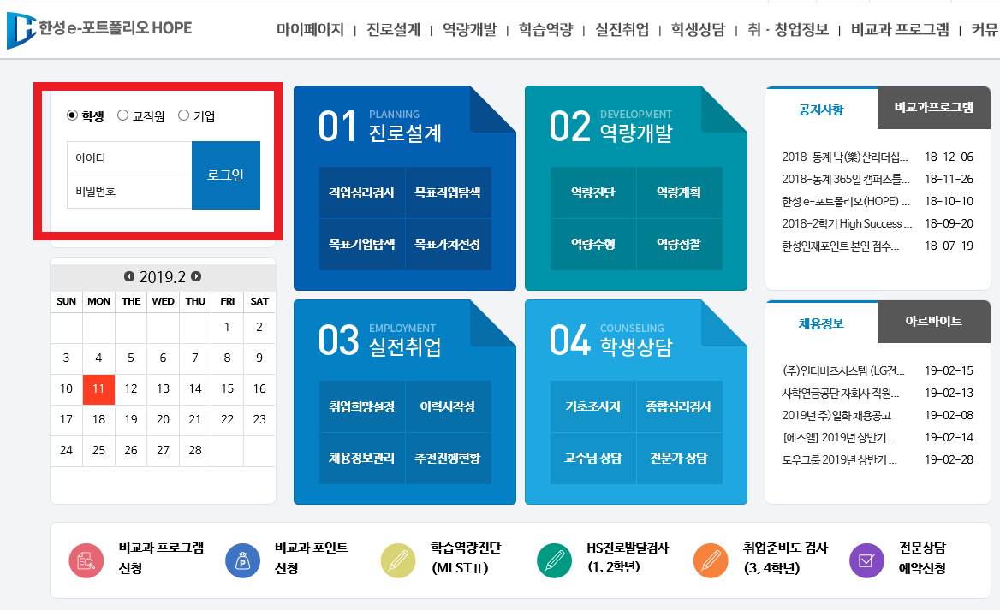 한성 e-포트폴리오 HOPE
마이페이지 | 진로설계 | 역량개발 | 학습역량 | 실전취업 | 학생상담 | 취·창업정보 | 비교과 프로그램 | 커뮤
학생 교직원 기업
아이디
비밀번호
로그인
2019.2
SUN MON THE WED THU FRI SAT
1 2
3 4 5 6 7 8 9
10 11 12 13 14 15 16
17 18 19 20 21 22 23
24 25 26 27 28
01 PLANNING
진로설계
직업심리검사 목표직업탐색
목표기업탐색 목표가치선정
02 DEVELOPMENT
역량개발
역량진단 역량계획
역량수행 역량성찰
03 EMPLOYMENT
실전취업
취업희망설정 이력서작성
채용정보관리 추천진행현황
04 COUNSELING
학생상담
기초조사지 종합심리검사
교수님 상담 전문가 상담
공지사항 비교과프로그램
2018-동계 낙(樂)산리더십... 18-12-06
2018-동계 365일 캠퍼스를... 18-11-26
한성 e-포트폴리오(HOPE) ... 18-10-10
2018-2학기 High Success ... 18-09-20
한성인재포인트 본인 점수... 18-07-19
채용정보 아르바이트
(주)인터비즈시스템 (LG전... 19-02-15
사학연금공단 자회사 직원... 19-02-13
2019년 주)일화 채용공고 19-02-08
[에스엘] 2019년 상반기 ... 19-02-14
도우그룹 2019년 상반기 ... 19-02-28
비교과 프로그램
신청
비교과 포인트
신청
학습역량진단
(MLSTⅡ)
HS진로발달검사
(1, 2학년)
취업준비도 검사
(3, 4학년)
전문상담
예약신청